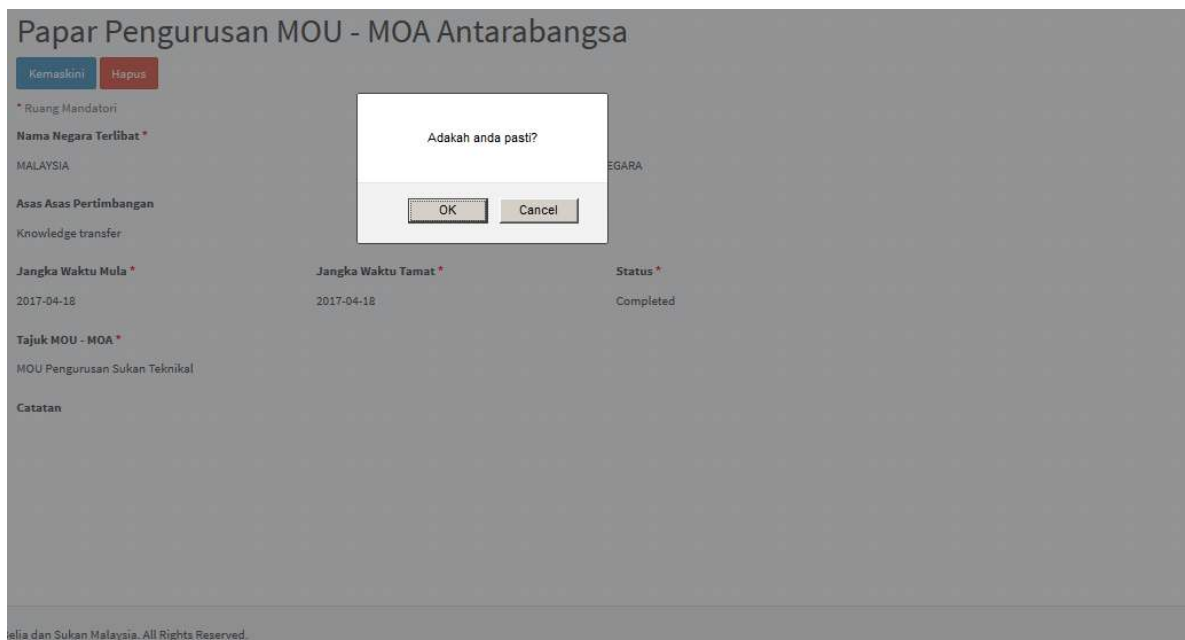 Papar Pengurusan MOU - MOA Antarabangsa
Kemaskini Hapus
* Ruang Mandatori
Nama Negara Terlibat *
Adakah anda pasti?
MALAYSIA EGARA
Asas Asas Pertimbangan
OK Cancel
Knowledge transfer
Jangka Waktu Mula * Jangka Waktu Tamat * Status *
2017-04-18 2017-04-18 Completed
Tajuk MOU - MOA *
MOU Pengurusan Sukan Teknikal
Catatan
elia dan Sukan Malaysia. All Rights Reserved.